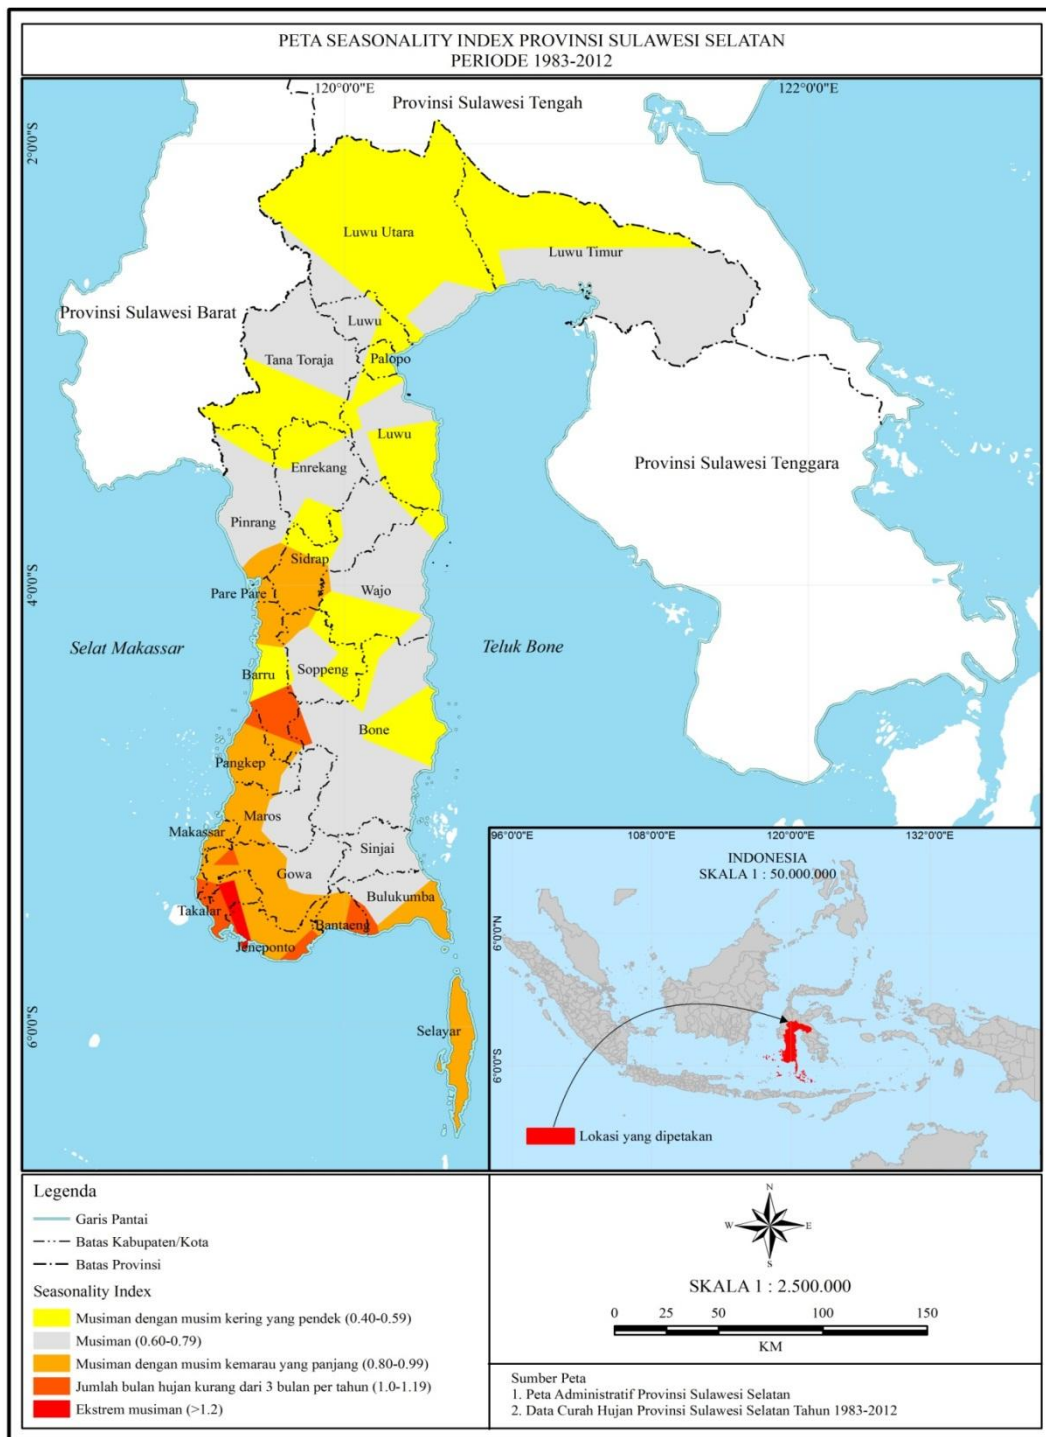 PETA SEASONALITY INDEX PROVINSI SULAWESI SELATAN
PERIODE 1983-2012
120°0'0"E
122°0'0"E
Provinsi Sulawesi Tengah
2°0'0"S
Luwu Utara
Luwu Timur
Provinsi Sulawesi Barat
Luwu
Tana Toraja
Palopo
Luwu
Enrekang
Provinsi Sulawesi Tenggara
Pinrang
Sidrap
4°0'0"S
Pare Pare
Wajo
Selat Makassar
Teluk Bone
Barru
Soppeng
Bone
Pangkep
Maros
Makassar
Sinjai
Gowa
Bulukumba
Takalar
Bantaeng
Jeneponto
Selayar
6°0'0"S
96°0'0"E
108°0'0"E
120°0'0"E
132°0'0"E
INDONESIA
SKALA 1 : 50.000.000
6°0'0"N
6°0'0"S
Lokasi yang dipetakan
Legenda
Garis Pantai
Batas Kabupaten/Kota
Batas Provinsi
Seasonality Index
Musiman dengan musim kering yang pendek (0.40-0.59)
Musiman (0.60-0.79)
Musiman dengan musim kemarau yang panjang (0.80-0.99)
Jumlah bulan hujan kurang dari 3 bulan per tahun (1.0-1.19)
Ekstrem musiman (>1.2)
N
W E
S
SKALA 1 : 2.500.000
0 25 50 100 150
KM
Sumber Peta
1. Peta Administratif Provinsi Sulawesi Selatan
2. Data Curah Hujan Provinsi Sulawesi Selatan Tahun 1983-2012